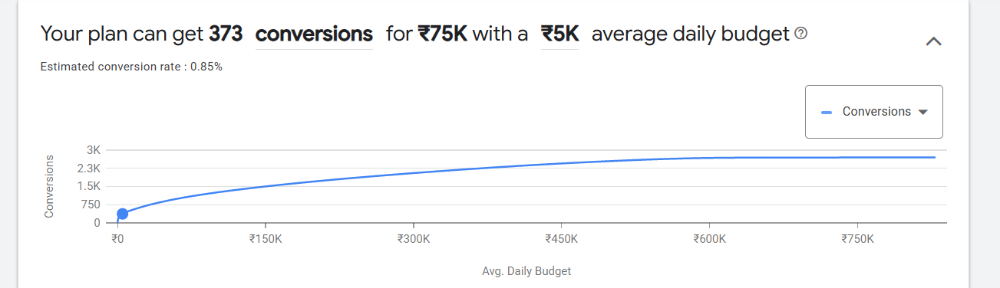 Your plan can get 373 conversions for ₹75K with a ₹5K average daily budget ?
Estimated conversion rate : 0.85%
Conversions
3K
2.3K
1.5K
750
0
Conversions
₹0 ₹150K ₹300K ₹450K ₹600K ₹750K
Avg. Daily Budget